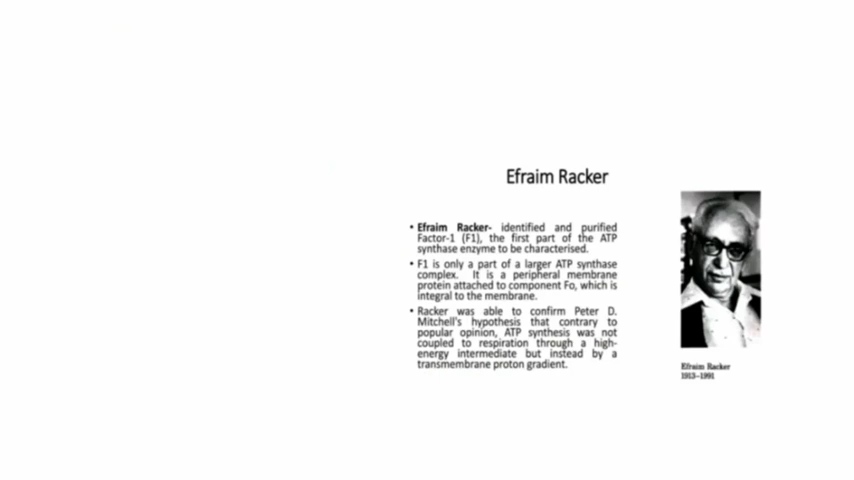 Efraim Racker
• Efraim Racker- identified and purified
Factor-1 (F1), the first part of the ATP
synthase enzyme to be characterised.
• F1 is only a part of a larger ATP synthase
complex. It is a peripheral membrane
protein attached to component Fo, which is
integral to the membrane.
• Racker was able to confirm Peter D.
Mitchell's hypothesis that contrary to
popular opinion, ATP synthesis was not
coupled to respiration through a high-
energy intermediate but instead by a
transmembrane proton gradient.
Efraim Racker
1913–1991